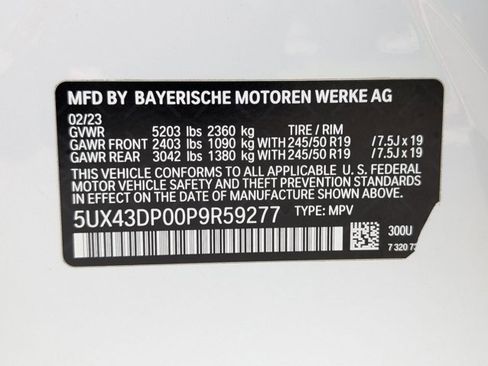 MFD BY BAYERISCHE MOTOREN WERKE AG
02/23
GVWR 5203 lbs 2360 kg TIRE / RIM
GAWR FRONT 2403 lbs 1090 kg WITH 245/50 R19 / 7.5J x 19
GAWR REAR 3042 lbs 1380 kg WITH 245/50 R19 / 7.5J x 19
THIS VEHICLE CONFORMS TO ALL APPLICABLE U. S. FEDERAL
MOTOR VEHICLE SAFETY AND THEFT PREVENTION STANDARDS
IN EFFECT ON THE DATE OF MANUFACTURE SHOWN ABOVE.
5UX43DP00P9R59277 TYPE: MPV
300U
7 320 73